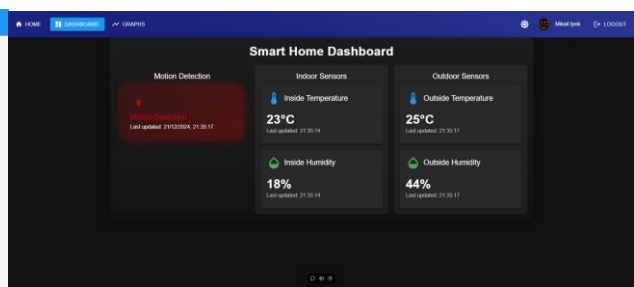 HOME
DASHBOARD
GRAPHS
Mikail Ipek
LOGOUT
Smart Home Dashboard
Motion Detection
Motion Detected!
Last updated: 21/12/2024, 21:35:17
Indoor Sensors
Inside Temperature
23°C
Last updated: 21:35:14
Inside Humidity
18%
Last updated: 21:35:14
Outdoor Sensors
Outside Temperature
25°C
Last updated: 21:35:17
Outside Humidity
44%
Last updated: 21:35:17